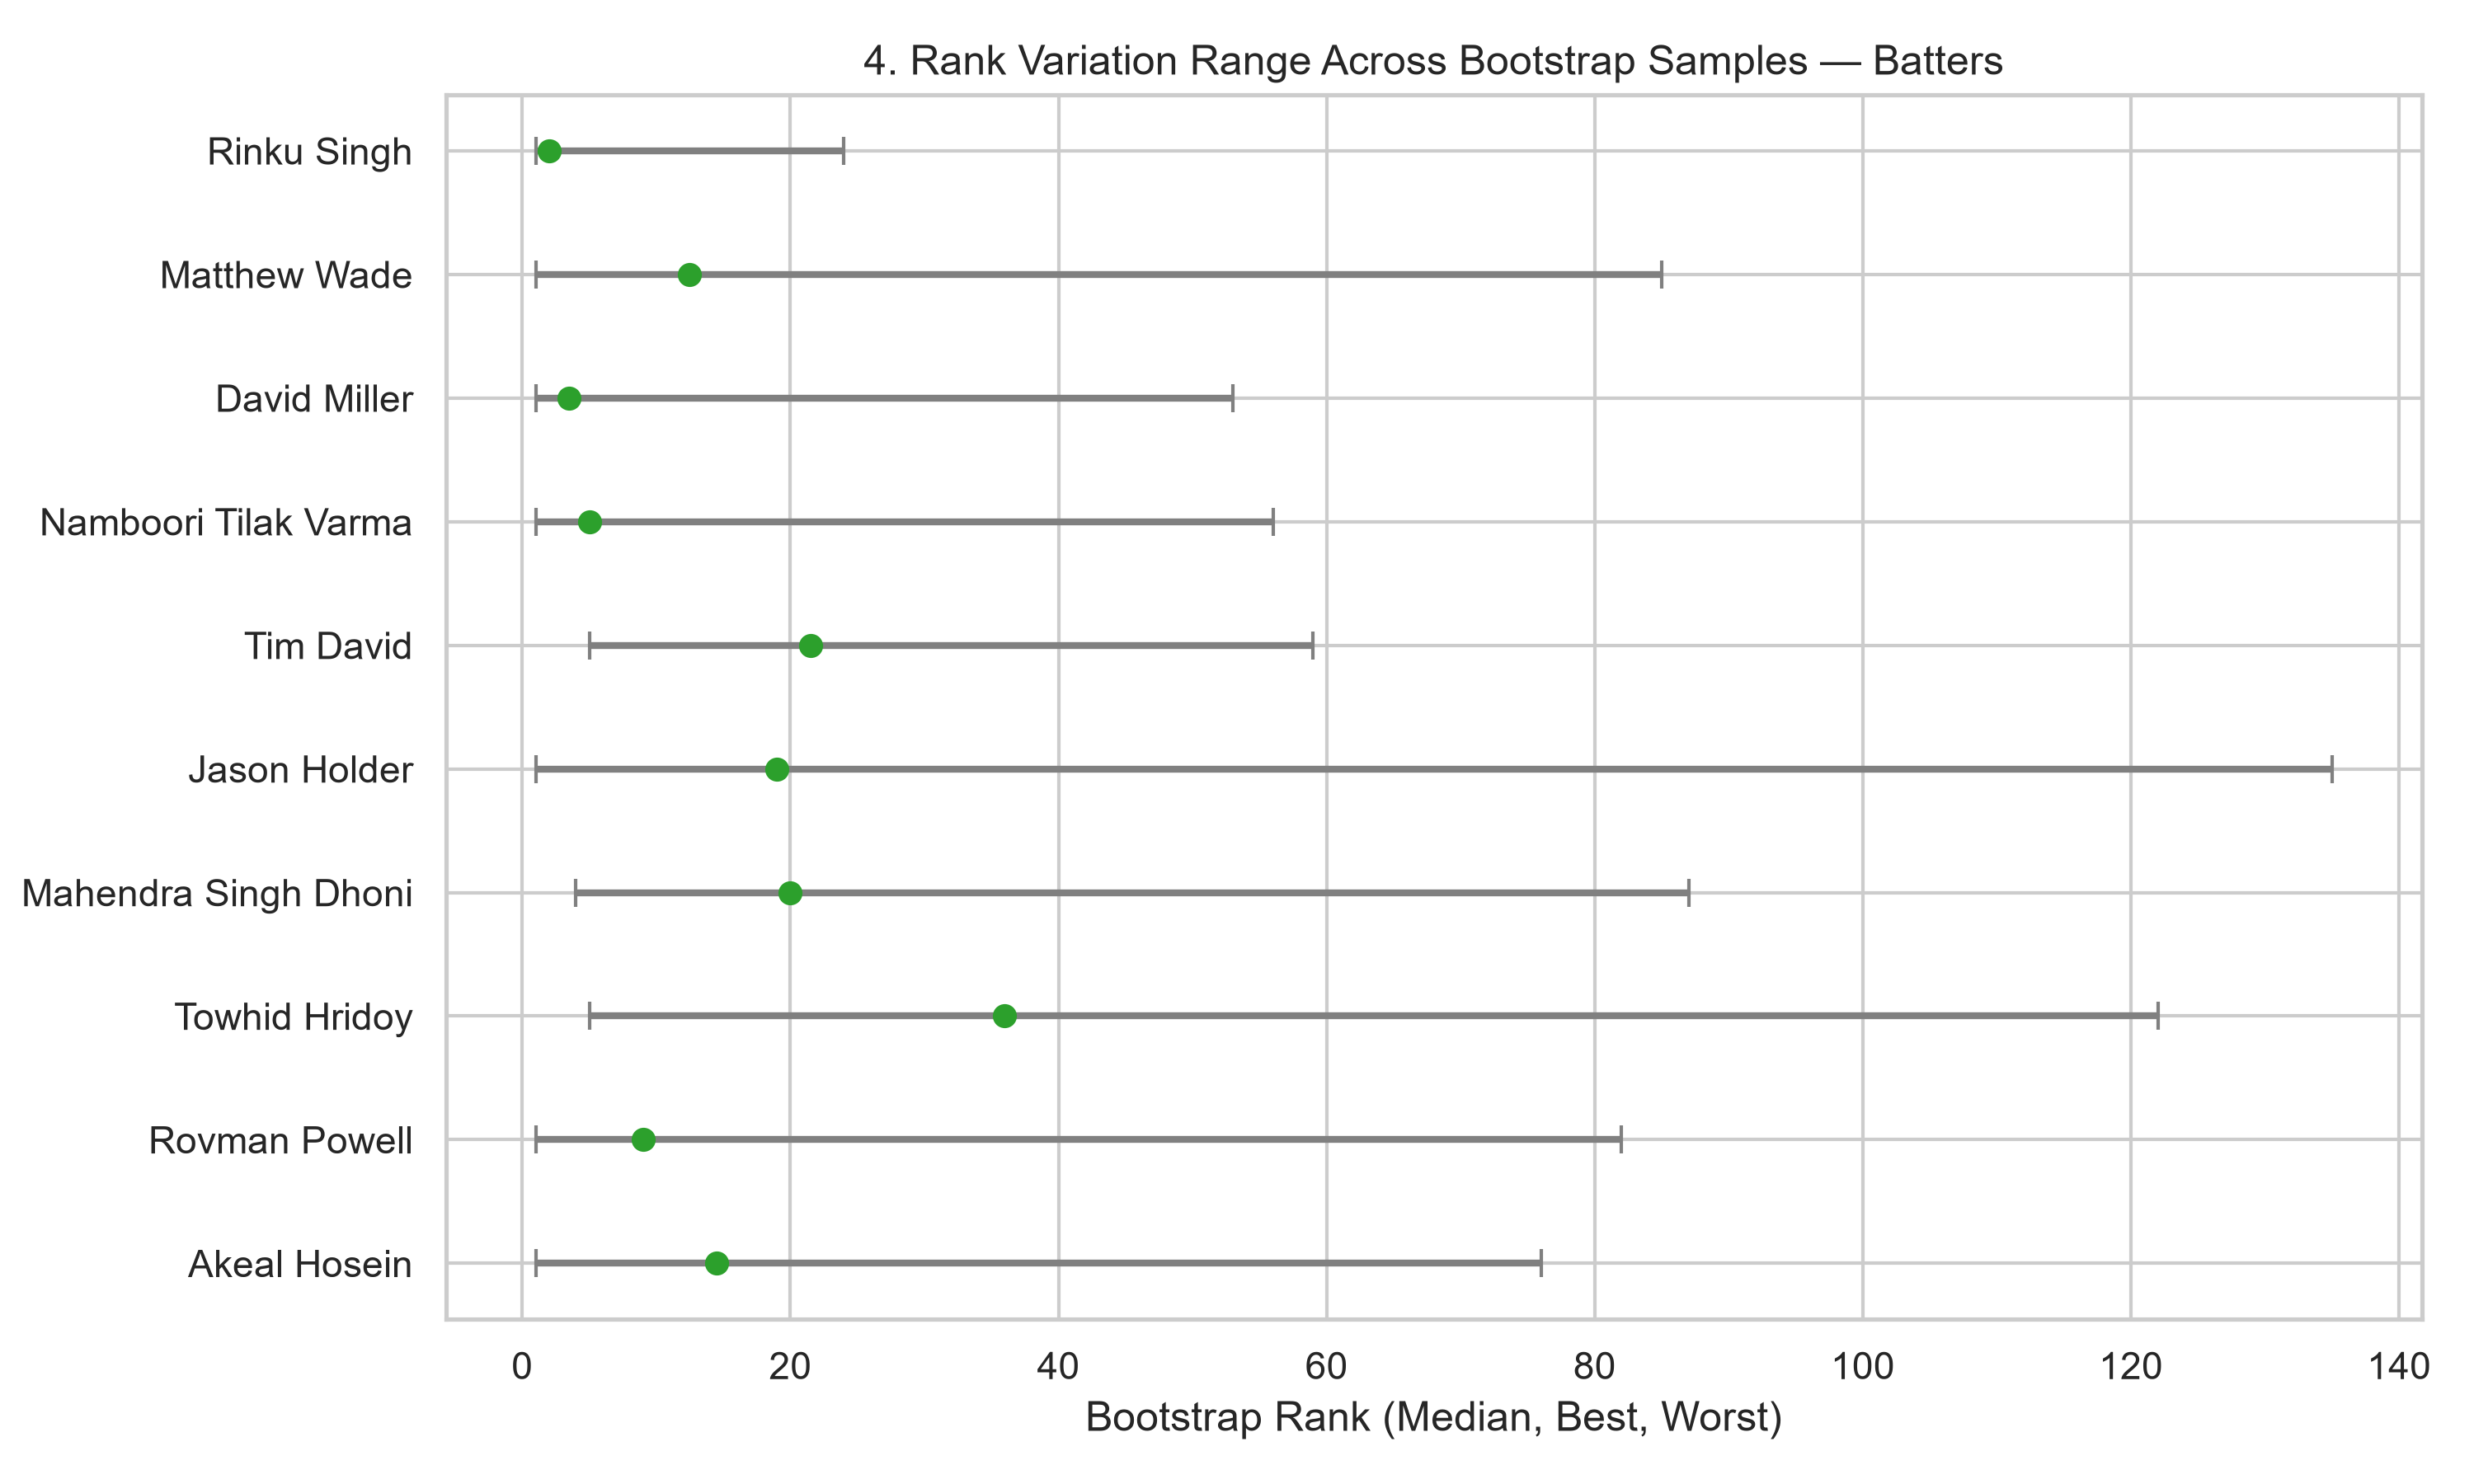 4. Rank Variation Range Across Bootstrap Samples — Batters
Rinku Singh
Matthew Wade
David Miller
Namboori Tilak Varma
Tim David
Jason Holder
Mahendra Singh Dhoni
Towhid Hridoy
Rovman Powell
Akeal Hosein
0 20 40 60 80 100 120 140
Bootstrap Rank (Median, Best, Worst)